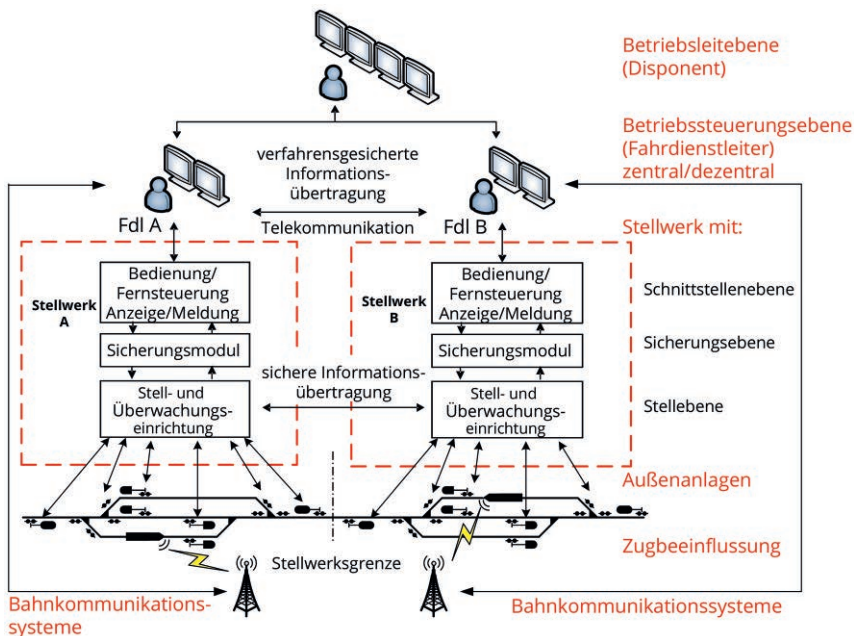 Betriebsleitebene
(Disponent)
Betriebssteuerungsebene
(Fahrdienstleiter)
zentral/dezentral
verfahrensgesicherte
Informations-
übertragung
Fdl A
Telekommunikation
Fdl B
Stellwerk mit:
Stellwerk
A
Bedienung/
Fernsteuerung
Anzeige/Meldung
Stellwerk
B
Bedienung/
Fernsteuerung
Anzeige/Meldung
Schnittstellenebene
Sicherungsmodul
Sicherungsmodul
Sicherungsebene
sichere Informations-
übertragung
Stell- und
Überwachungs-
einrichtung
Stell- und
Überwachungs-
einrichtung
Stellebene
Außenanlagen
Stellwerksgrenze
Zugbeeinflussung
Bahnkommunikations-
systeme
Bahnkommunikationssysteme